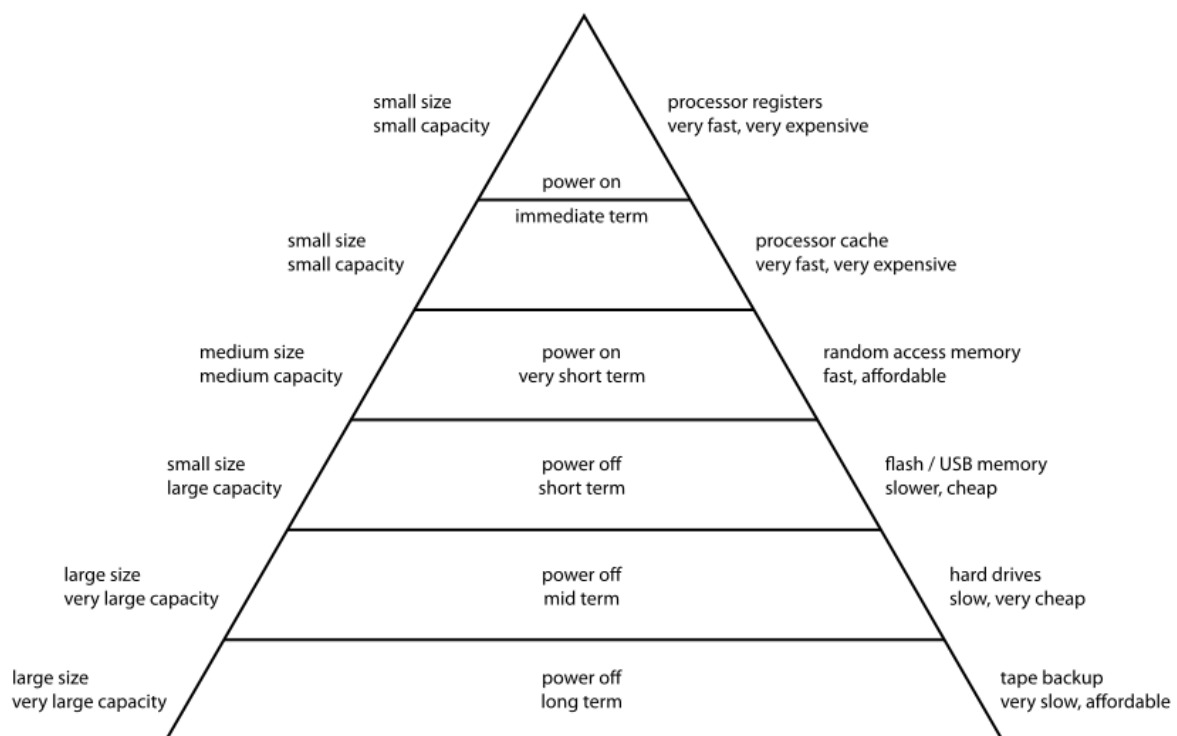 small size
small capacity
processor registers
very fast, very expensive
power on
immediate term
small size
small capacity
processor cache
very fast, very expensive
medium size
medium capacity
power on
very short term
random access memory
fast, affordable
small size
large capacity
power off
short term
flash / USB memory
slower, cheap
large size
very large capacity
power off
mid term
hard drives
slow, very cheap
large size
very large capacity
power off
long term
tape backup
very slow, affordable